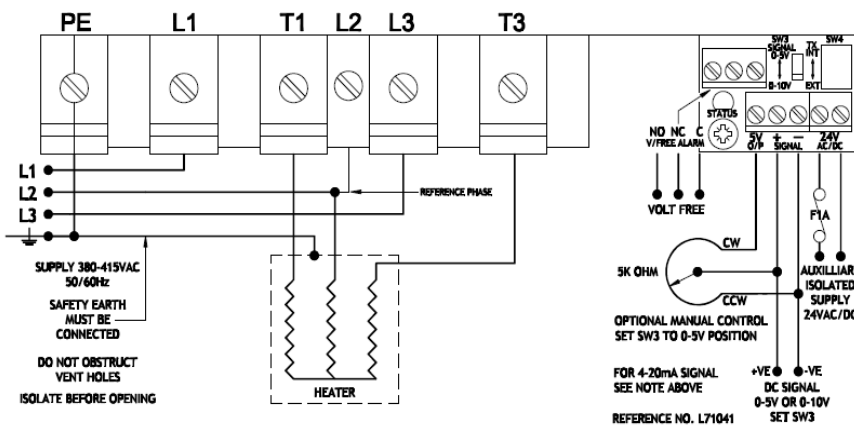 PE L1 T1 L2 L3 T3
L1
L2
L3
REFERENCE PHASE
SUPPLY 380-415VAC
50/60Hz
SAFETY EARTH
MUST BE
CONNECTED
DO NOT OBSTRUCT
VENT HOLES
ISOLATE BEFORE OPENING
HEATER
SW3
SIGNAL
0-5V
0-10V
TX
INT
EXT
SW4
STATUS
NO NC C
V/FREE ALARM
5V
O/P
+ −
SIGNAL
24V
AC/DC
VOLT FREE
F1A
CW
5K OHM
CCW
AUXILLIARY
ISOLATED
SUPPLY
24VAC/DC
OPTIONAL MANUAL CONTROL
SET SW3 TO 0-5V POSITION
FOR 4-20mA SIGNAL
SEE NOTE ABOVE
+VE -VE
DC SIGNAL
0-5V OR 0-10V
SET SW3
REFERENCE NO. L71041